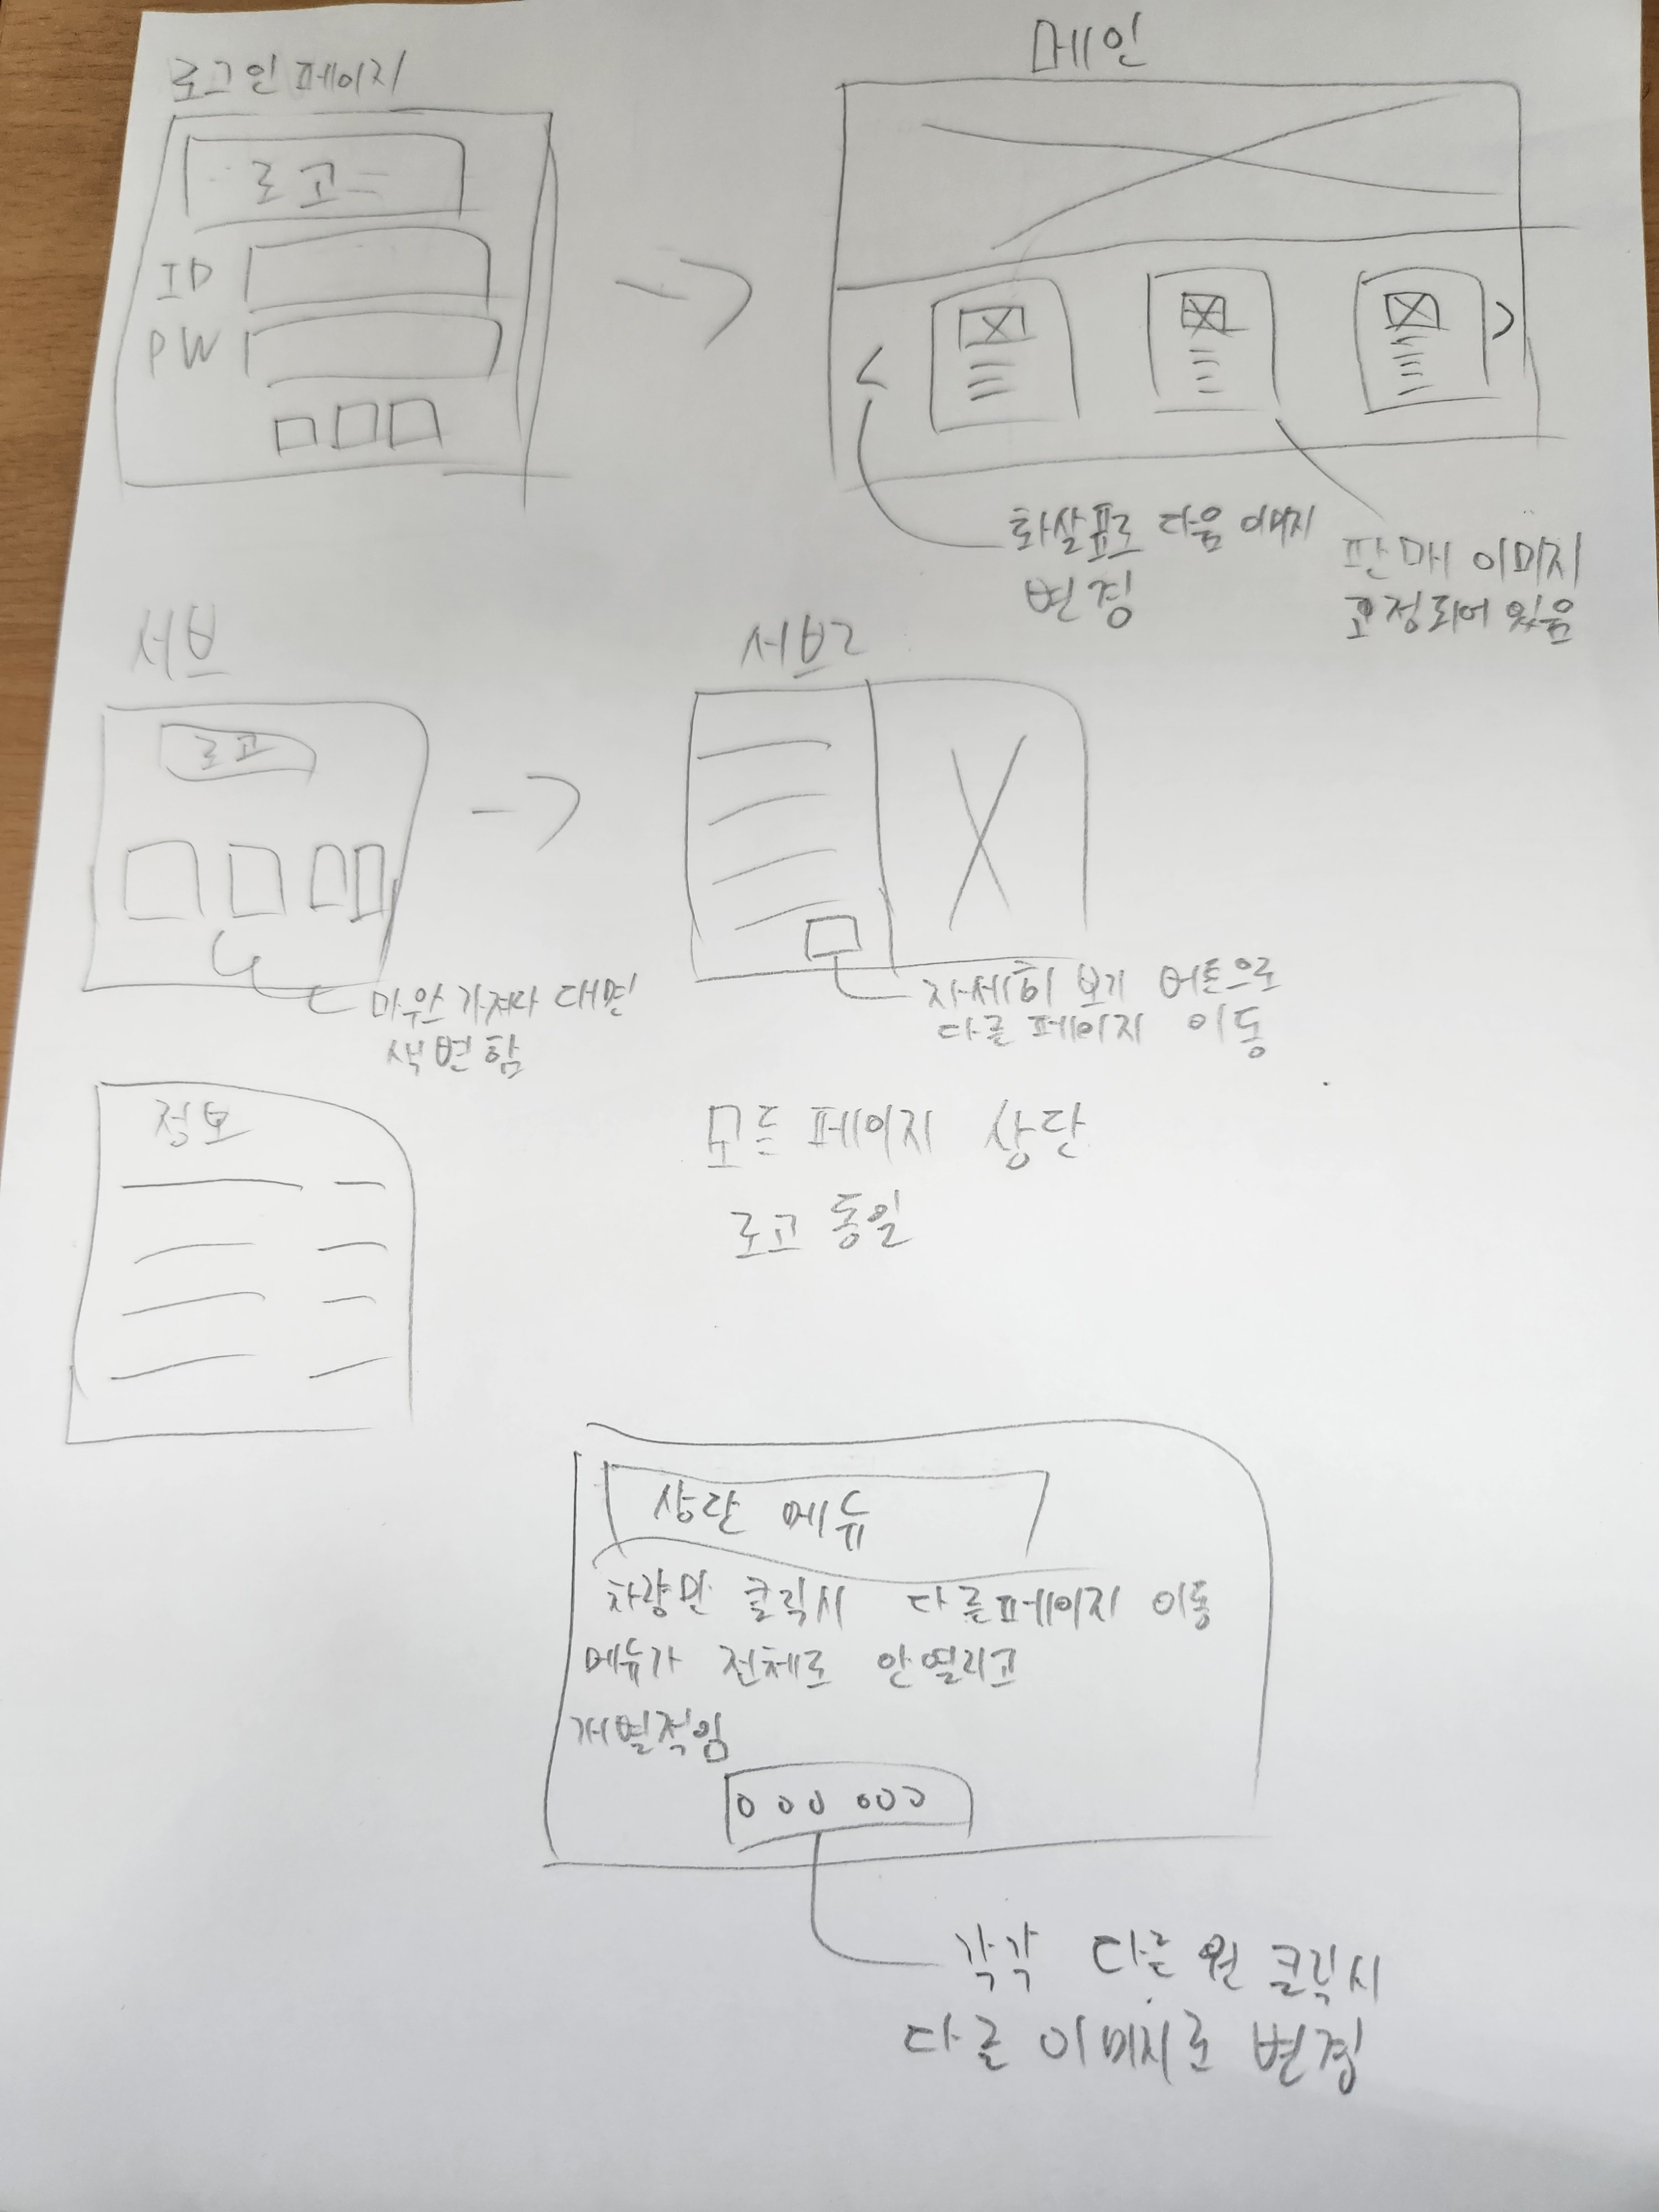 로그인 페이지
로고
ID
PW
메인
화살표로 다음 이미지
변경
판매 이미지
고정되어 있음
서브
로고
마우스 가져다 대면
색변함
서브2
자세히 보기 버튼으로
다른 페이지 이동
정보
모든 페이지 상단
로고 동일
상단 메뉴
차량만 클릭시 다른페이지 이동
메뉴가 전체로 안열리고
개별적임
각각 다른 원 클릭시
다른 이미지로 변경